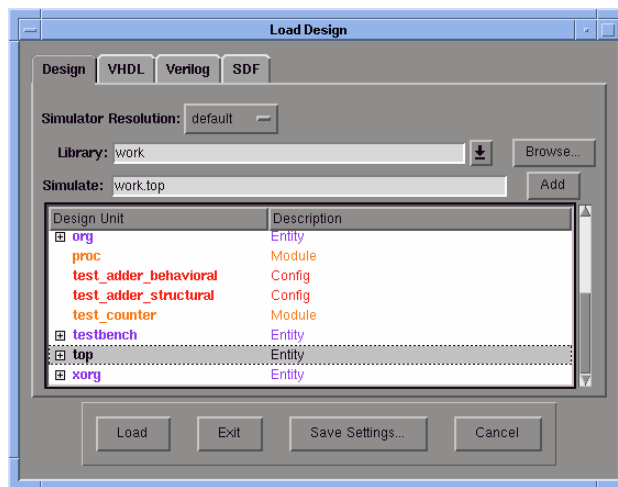 Load Design
Design VHDL Verilog SDF
Simulator Resolution: default
Library: work Browse...
Simulate: work.top Add
Design Unit Description
org Entity
proc Module
test_adder_behavioral Config
test_adder_structural Config
test_counter Module
testbench Entity
top Entity
xorg Entity
Load Exit Save Settings... Cancel